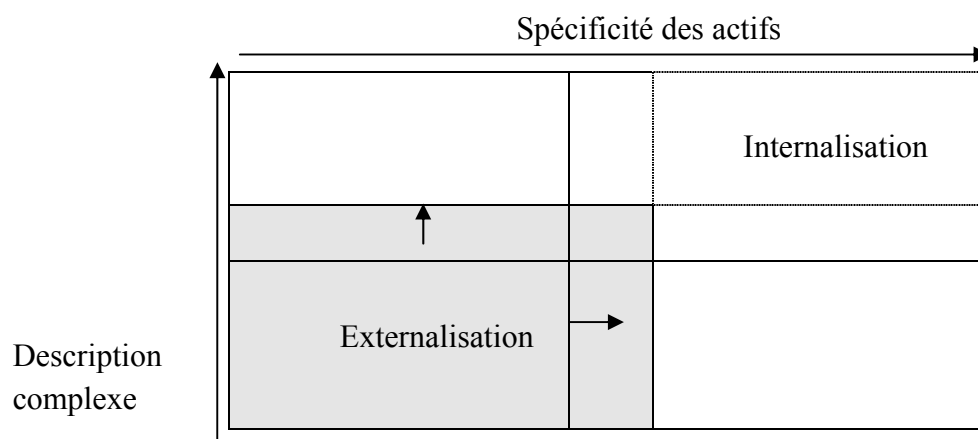 Spécificité des actifs
Internalisation
Externalisation
Description
complexe